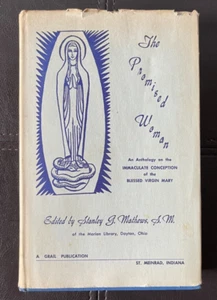 The
Promised
Woman
An Anthology on the
IMMACULATE CONCEPTION
OF THE
BLESSED VIRGIN MARY
Edited by Stanley G. Mathews, S.M.
of the Marian Library, Dayton, Ohio
A GRAIL PUBLICATION
ST. MEINRAD, INDIANA